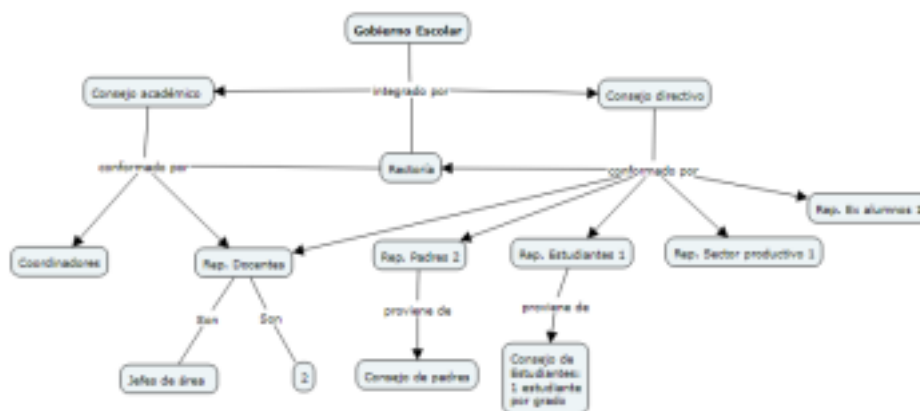 Gobierno Escolar
Consejo académico
integrado por
Consejo directivo
conformado por
Rectoría
conformado por
Rep. Ex alumnos 1
Coordinadores
Rep. Docentes
Rep. Padres 2
Rep. Estudiantes 1
Rep. Sector productivo 1
Son
Son
proviene de
proviene de
Jefes de área
2
Consejo de padres
Consejo de
Estudiantes:
1 estudiante
por grado